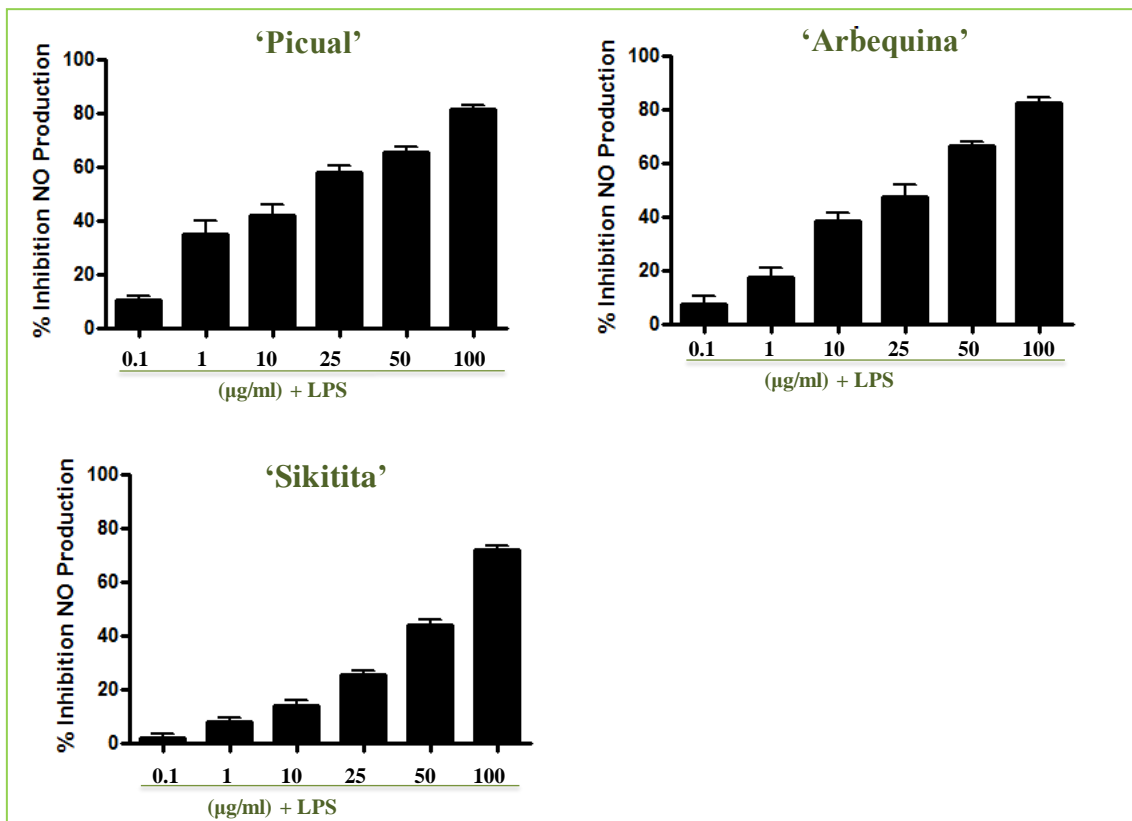 ‘Picual’
% Inhibition NO Production
100
80
60
40
20
0
0.1 1 10 25 50 100
(µg/ml) + LPS
‘Arbequina’
% Inhibition NO Production
100
80
60
40
20
0
0.1 1 10 25 50 100
(µg/ml) + LPS
‘Sikitita’
% Inhibition NO Production
100
80
60
40
20
0
0.1 1 10 25 50 100
(µg/ml) + LPS